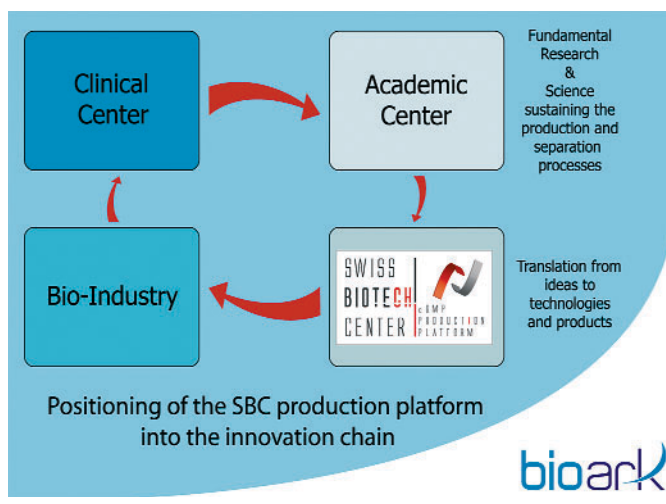 Clinical
Center
Academic
Center
Fundamental
Research
&
Science
sustaining the
production and
separation
processes
Bio-Industry
SWISS
BIOTECH
CENTER
cGMP
PRODUCTION
PLATFORM
Translation from
ideas to
technologies
and products
Positioning of the SBC production platform
into the innovation chain
bioark